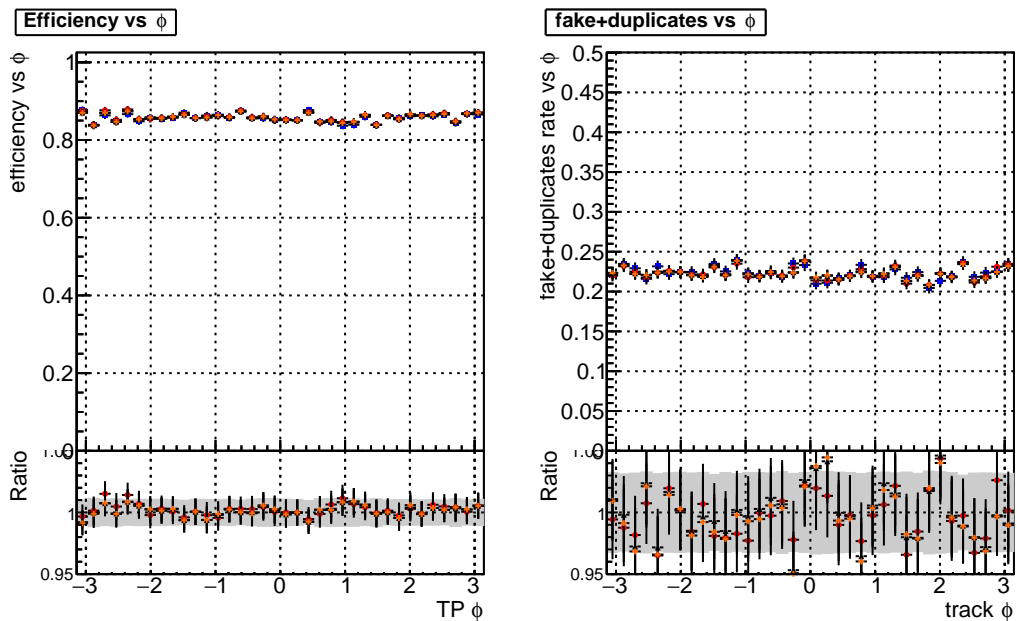 Efficiency vs ϕ
efficiency vs ϕ
1
0.8
0.6
0.4
0.2
0
Ratio
1.0
0.95
−3 −2 −1 0 1 2 3
TP ϕ
fake+duplicates vs ϕ
fake+duplicates rate vs ϕ
0.5
0.45
0.4
0.35
0.3
0.25
0.2
0.15
0.1
0.05
0
Ratio
1.0
0.95
−3 −2 −1 0 1 2 3
track ϕ